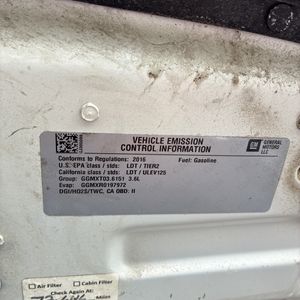 VEHICLE EMISSION
CONTROL INFORMATION
GM
GENERAL
MOTORS
LLC
Conforms to Regulations: 2016 Fuel: Gasoline
U.S. EPA class / stds: LDT / TIER2
California class / stds: LDT / ULEV125
Group: GGMXT03.6151 3.6L
Evap: GGMXR0197972
DGI/HO2S/TWC, CA OBD: II
Air Filter Cabin Filter
Check Again At:
Miles